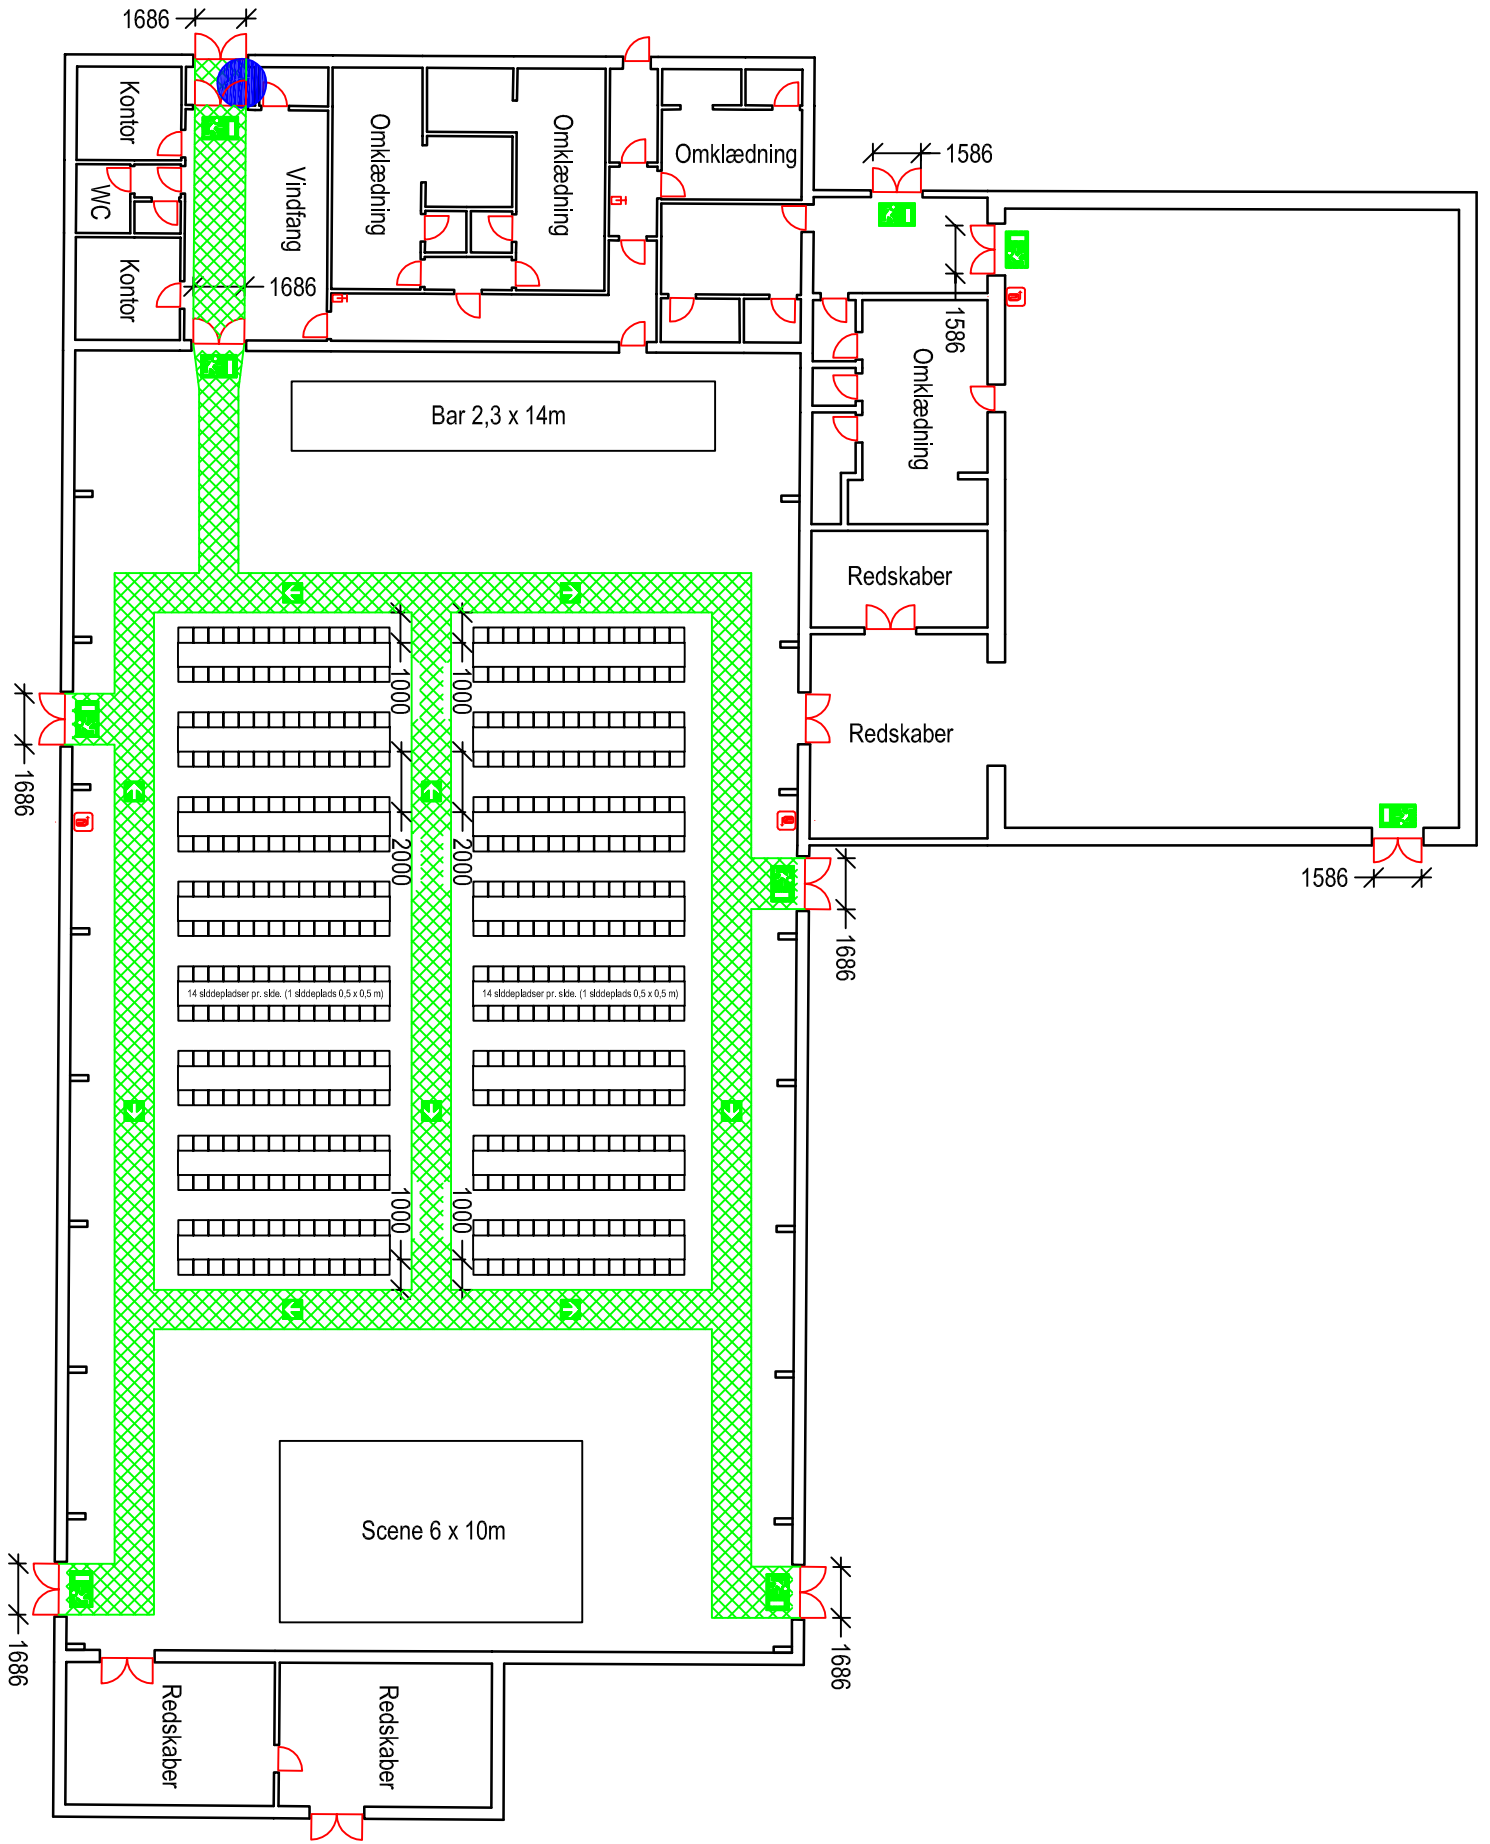 1686
Kontor
WC
Kontor
Vindfang
Omklædning
Omklædning
Omklædning
1686
1586
1586
Omklædning
Bar 2,3 x 14m
Redskaber
Redskaber
1000
1000
1686
2000
2000
1586
1686
14 siddepladser pr. side. (1 siddeplads 0,5 x 0,5 m)
14 siddepladser pr. side. (1 siddeplads 0,5 x 0,5 m)
1000
1000
Scene 6 x 10m
1686
1686
Redskaber
Redskaber